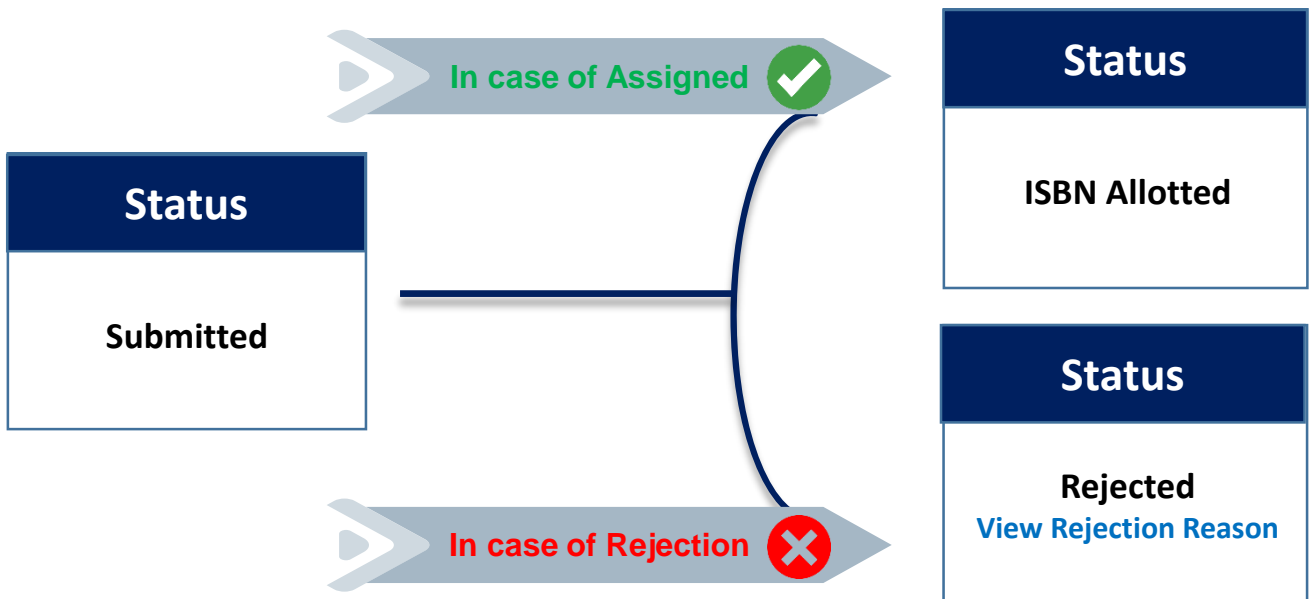 Status
Submitted
In case of Assigned
In case of Rejection
Status
ISBN Allotted
Status
Rejected
View Rejection Reason